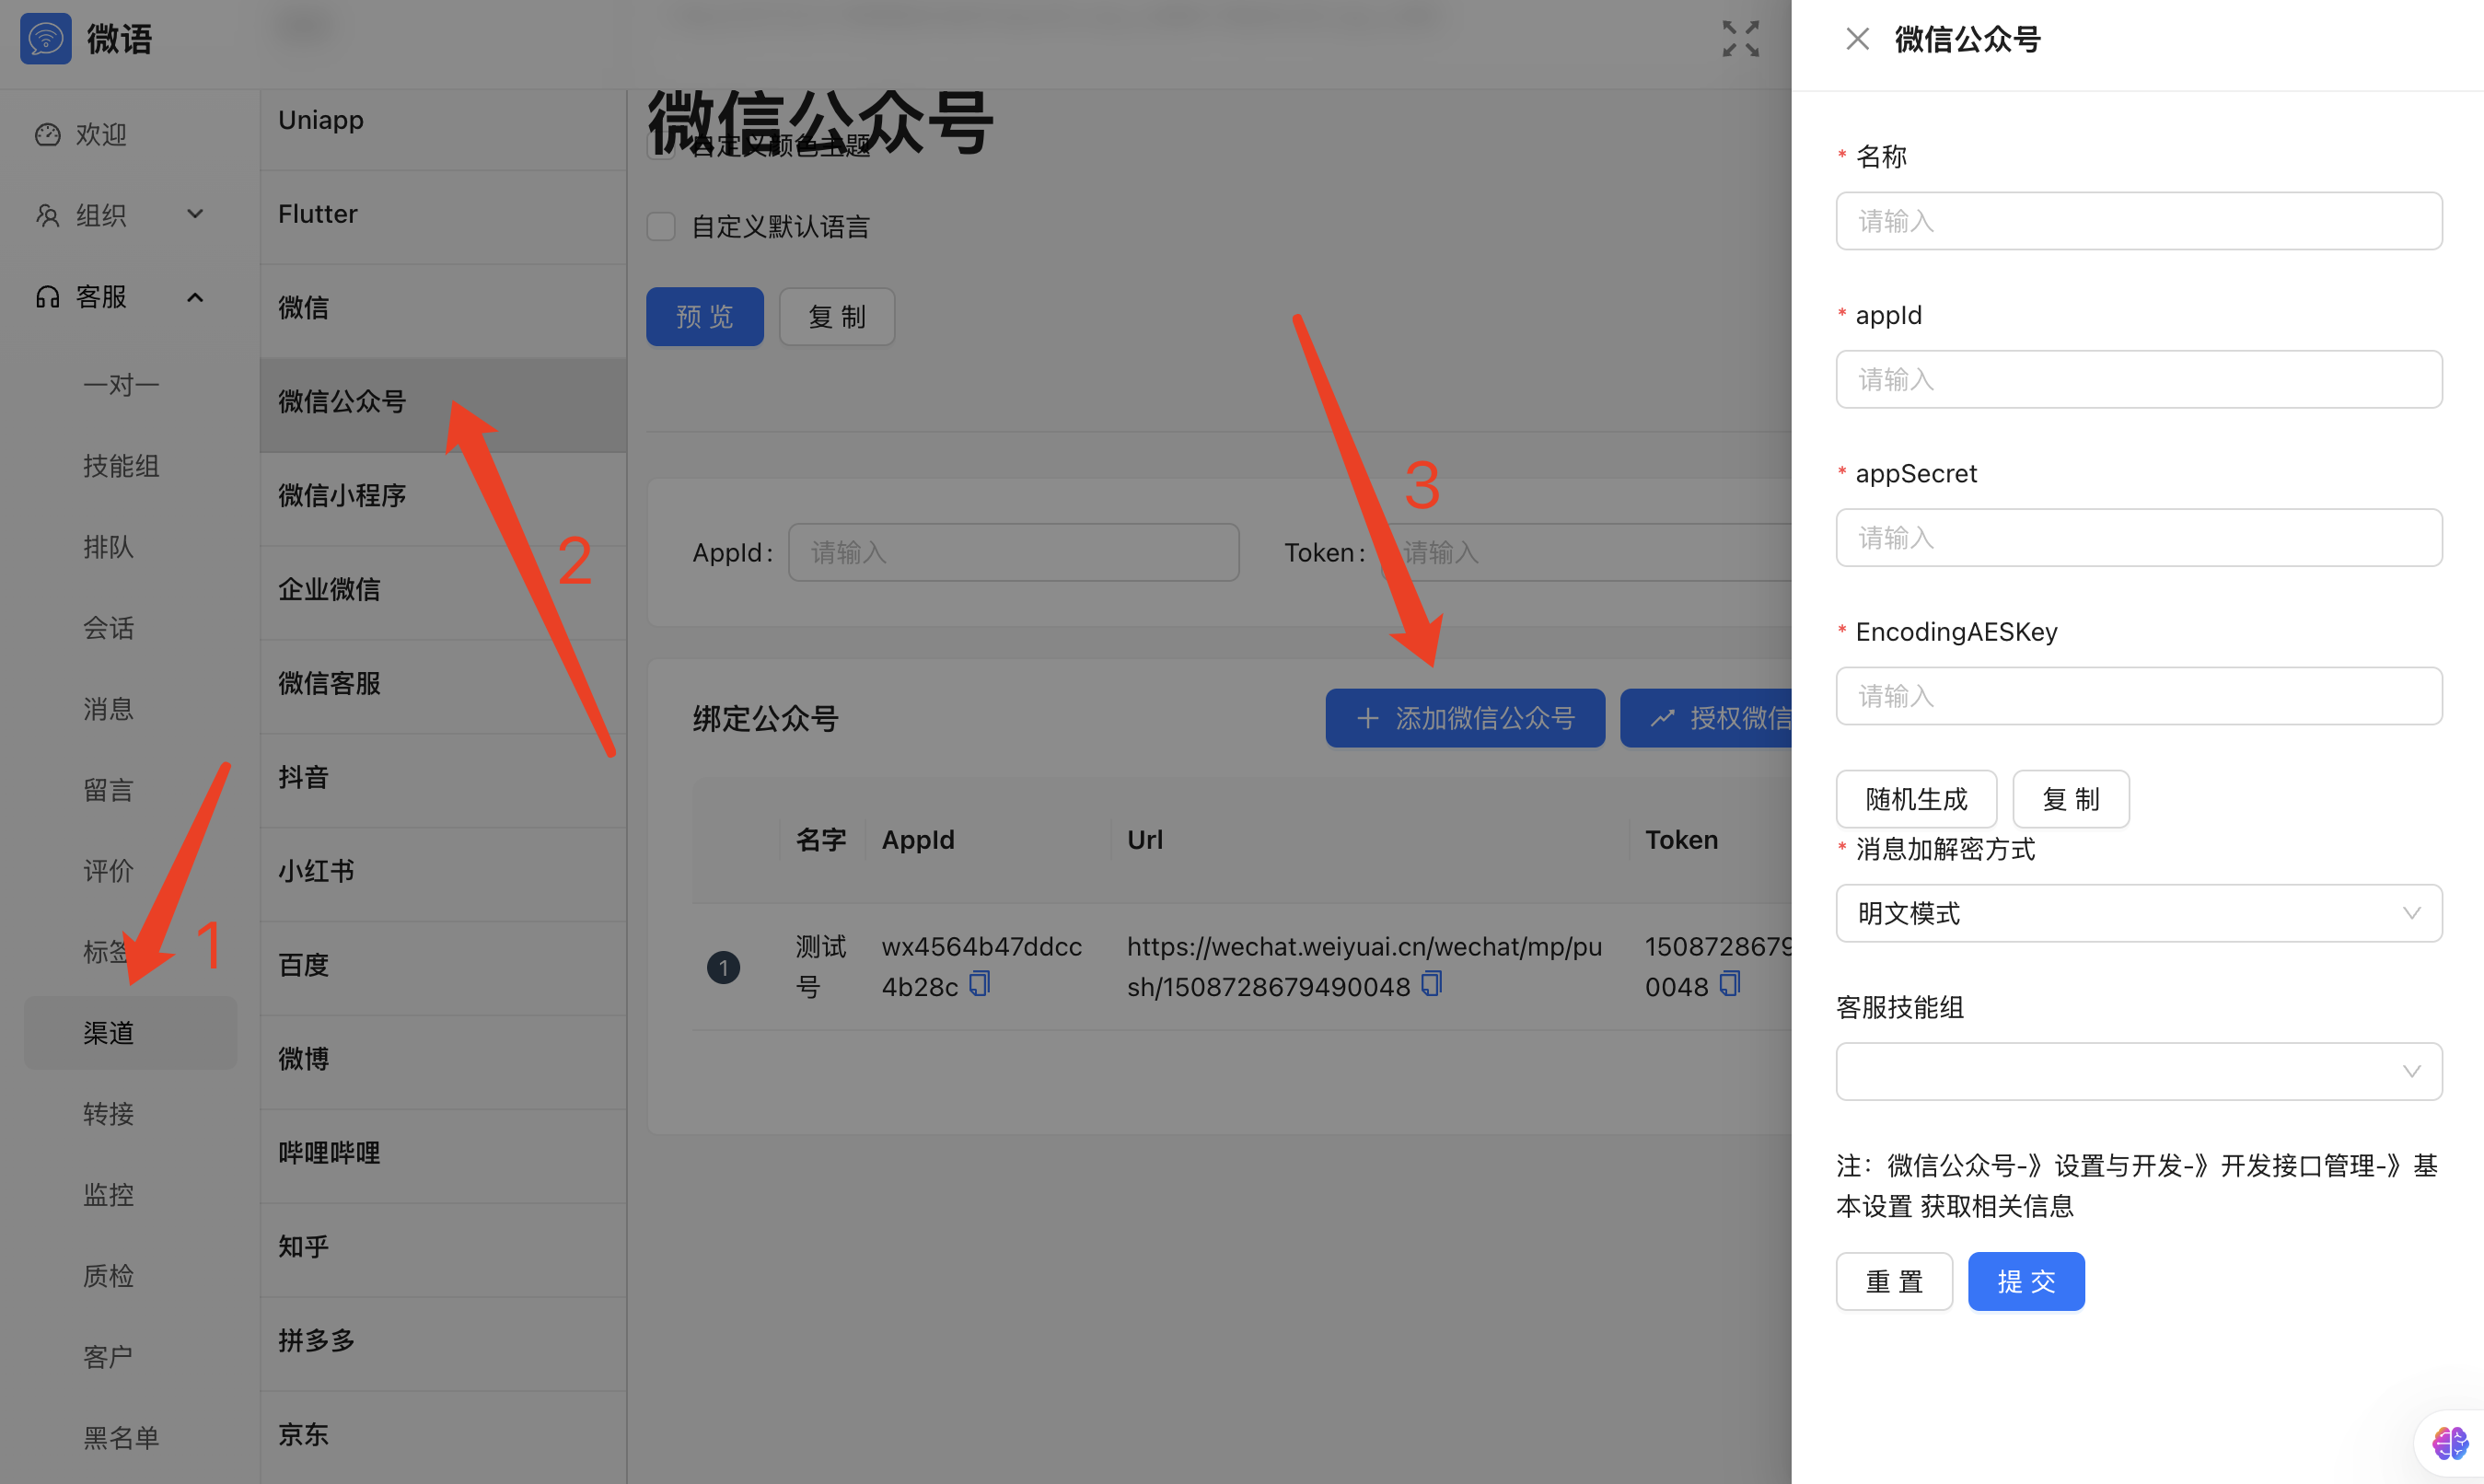 微语
欢迎
组织
客服
一对一
技能组
排队
会话
消息
留言
评价
标签
渠道
转接
监控
质检
客户
黑名单
1
Uniapp
Flutter
微信
微信公众号
微信小程序
企业微信
微信客服
抖音
小红书
百度
微博
哔哩哔哩
知乎
拼多多
京东
2
微信公众号
自定义颜色主题
自定义默认语言
预 览
复 制
3
AppId :
请输入
Token :
请输入
绑定公众号
添加微信公众号
授权微信
名字
AppId
Url
Token
1
测试
号
wx4564b47ddcc
4b28c
https://wechat.weiyuai.cn/wechat/mp/pu
sh/1508728679490048
1508728679
0048
微信公众号
* 名称
请输入
* appId
请输入
* appSecret
请输入
* EncodingAESKey
请输入
随机生成
复 制
* 消息加解密方式
明文模式
客服技能组
注：微信公众号-》设置与开发-》开发接口管理-》基
本设置 获取相关信息
重 置
提 交